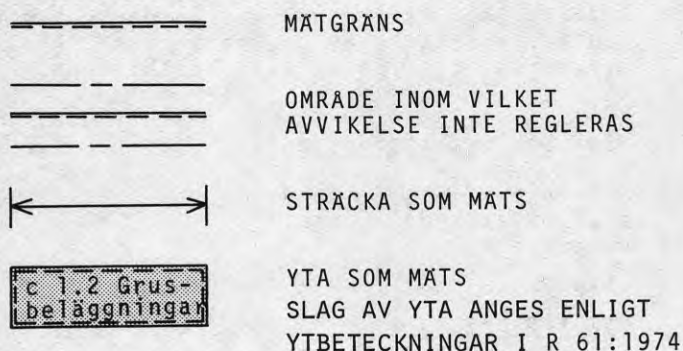 MÄTGRÄNS
OMRÅDE INOM VILKET
AVVIKELSE INTE REGLERAS
STRÄCKA SOM MÄTS
c 1.2 Grus-
beläggningar
YTA SOM MÄTS
SLAG AV YTA ANGES ENLIGT
YTBETECKNINGAR I R 61:1974